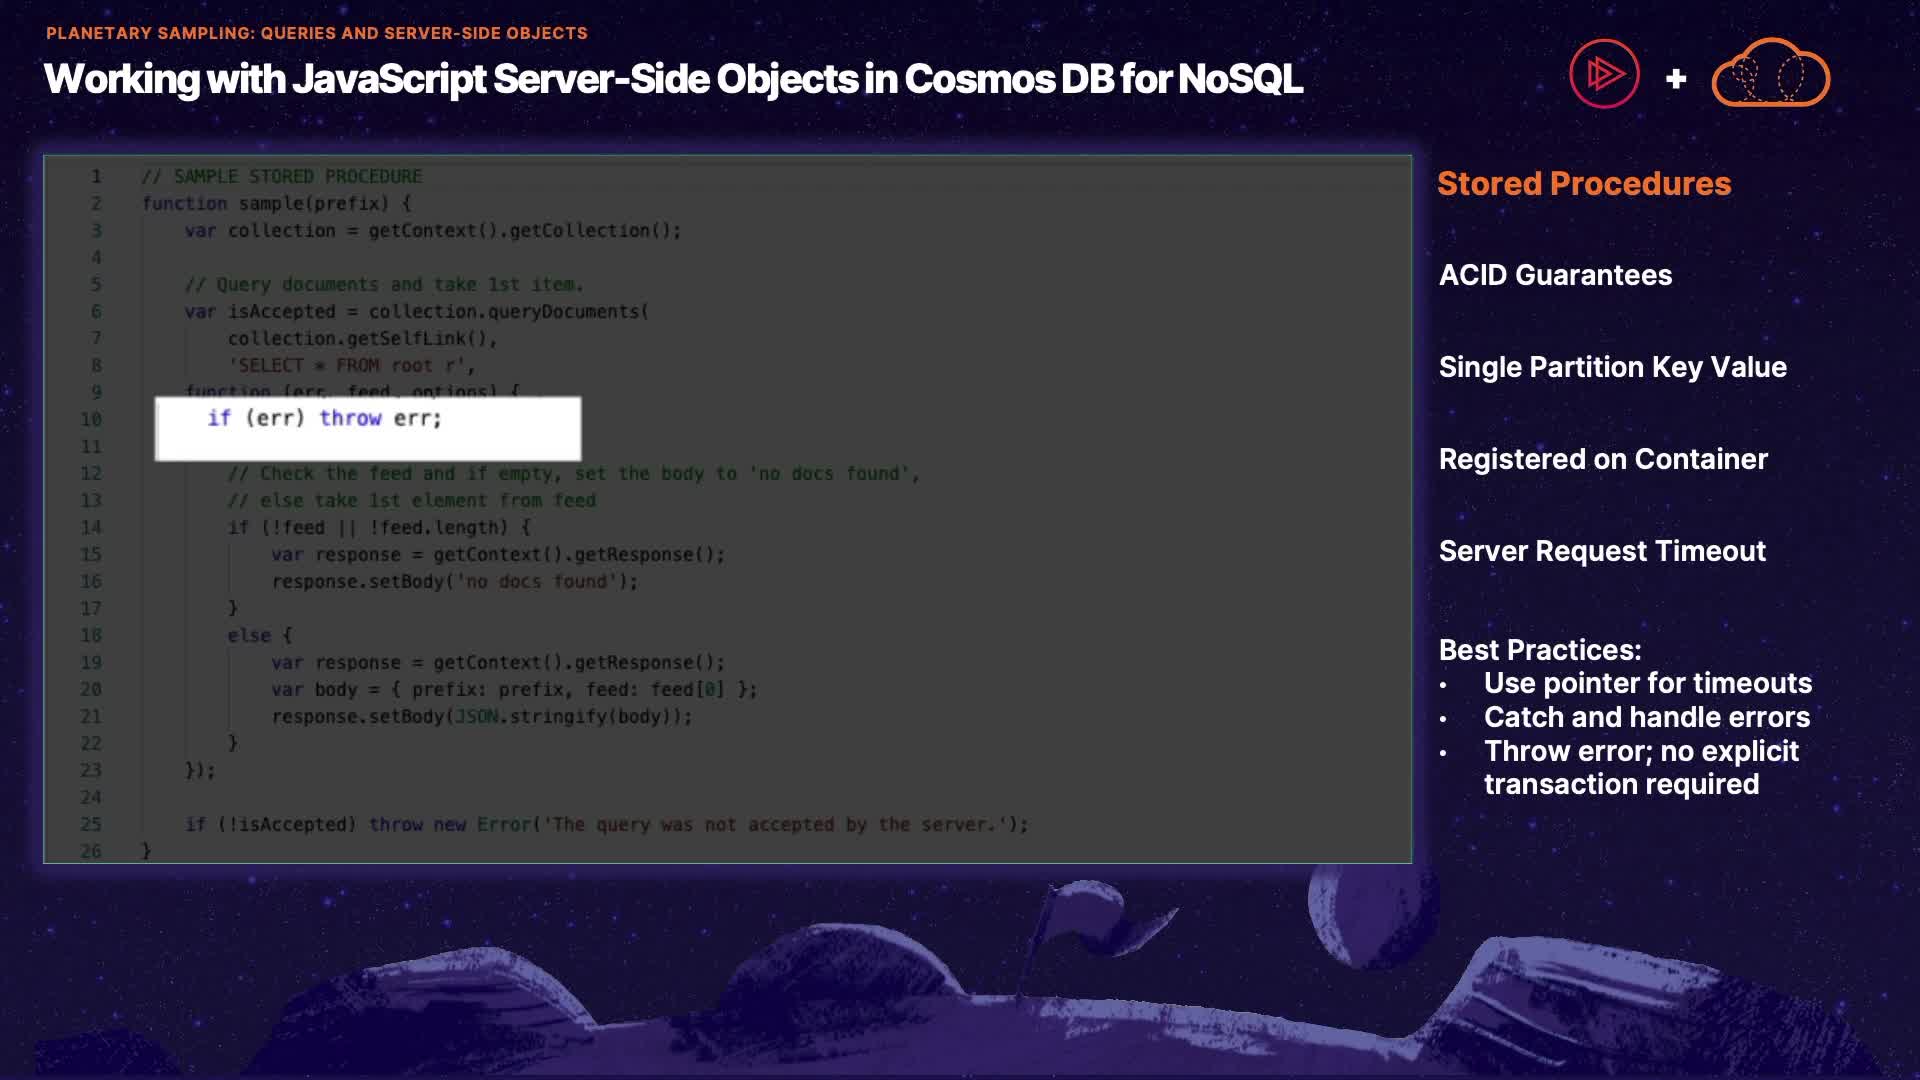 PLANETARY SAMPLING: QUERIES AND SERVER-SIDE OBJECTS
Working with JavaScript Server-Side Objects in Cosmos DB for NoSQL
+
1 // SAMPLE STORED PROCEDURE
2 function sample(prefix) {
3 var collection = getContext().getCollection();
4
5 // Query documents and take 1st item.
6 var isAccepted = collection.queryDocuments(
7 collection.getSelfLink(),
8 'SELECT * FROM root r',
9 function (err, feed, options) {
10 if (err) throw err;
11
12 // Check the feed and if empty, set the body to 'no docs found',
13 // else take 1st element from feed
14 if (!feed || !feed.length) {
15 var response = getContext().getResponse();
16 response.setBody('no docs found');
17 }
18 else {
19 var response = getContext().getResponse();
20 var body = { prefix: prefix, feed: feed[0] };
21 response.setBody(JSON.stringify(body));
22 }
23 });
24
25 if (!isAccepted) throw new Error('The query was not accepted by the server.');
26 }
Stored Procedures
ACID Guarantees
Single Partition Key Value
Registered on Container
Server Request Timeout
Best Practices:
• Use pointer for timeouts
• Catch and handle errors
• Throw error; no explicit
transaction required